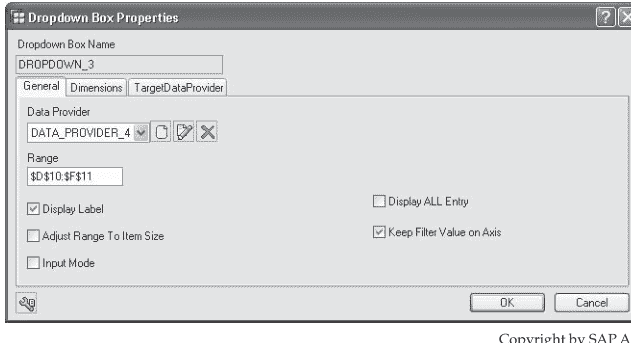 Dropdown Box Properties
Dropdown Box Name
DROPDOWN_3
General Dimensions TargetDataProvider
Data Provider
DATA_PROVIDER_4
Range
$D$10:$F$11
Display Label
Display ALL Entry
Adjust Range To Item Size
Keep Filter Value on Axis
Input Mode
OK Cancel
Copyright by SAP A